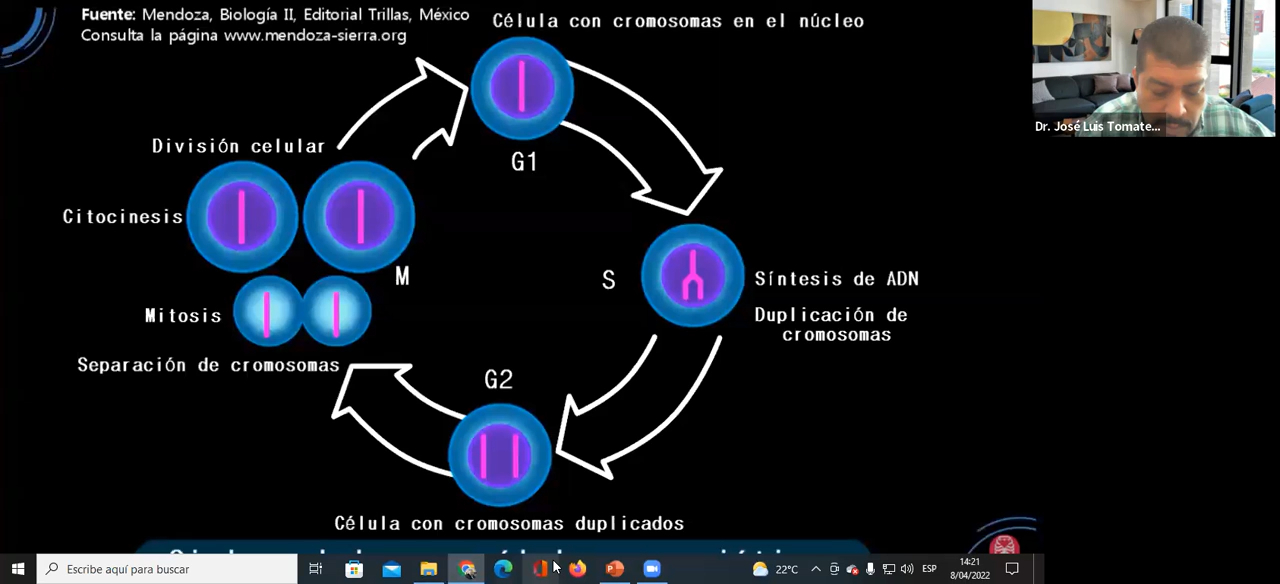 Fuente: Mendoza, Biología II, Editorial Trillas, México
Consulta la página www.mendoza-sierra.org
Célula con cromosomas en el núcleo
Dr. José Luis Tomate...
División celular
G1
Citocinesis
M
S
Síntesis de ADN
Duplicación de
cromosomas
Mitosis
Separación de cromosomas
G2
Célula con cromosomas duplicados
Escribe aquí para buscar
22°C
ESP
14:21
8/04/2022